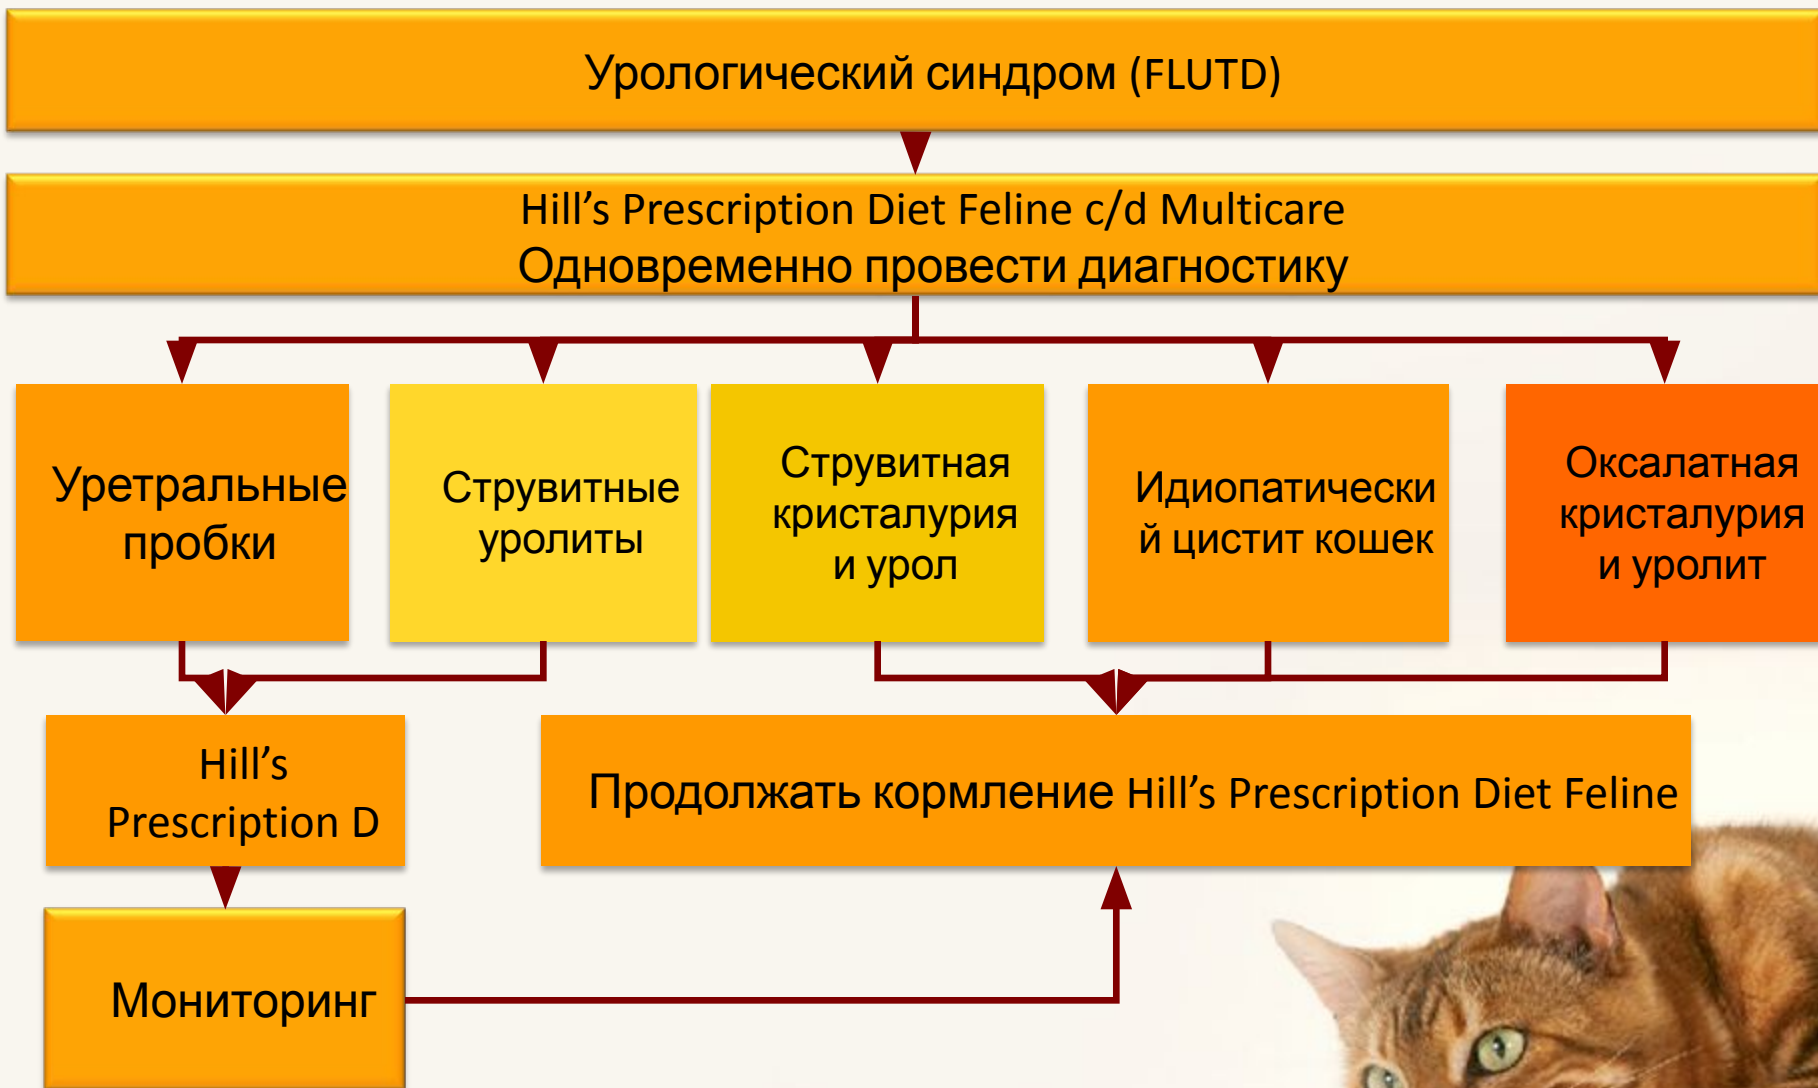 Урологический синдром (FLUTD)
Hill’s Prescription Diet Feline c/d Multicare
Одновременно провести диагностику
Уретральные
пробки
Струвитные
уролиты
Струвитная
кристалурия
и урол
Идиопатически
й цистит кошек
Оксалатная
кристалурия
и уролит
Hill’s
Prescription D
Продолжать кормление Hill’s Prescription Diet Feline
Мониторинг